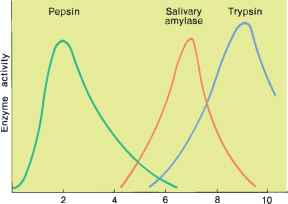 Pepsin
Salivary
amylase
Trypsin
Enzyme activity
2 4 6 8 10